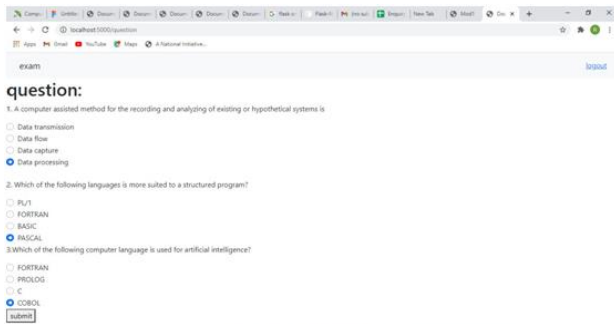 localhost:5000/question
Apps Gmail YouTube Maps A National Initiative...
exam logout
question:
1. A computer assisted method for the recording and analyzing of existing or hypothetical systems is
Data transmission
Data flow
Data capture
Data processing
2. Which of the following languages is more suited to a structured program?
PL/1
FORTRAN
BASIC
PASCAL
3.Which of the following computer language is used for artificial intelligence?
FORTRAN
PROLOG
C
COBOL
submit